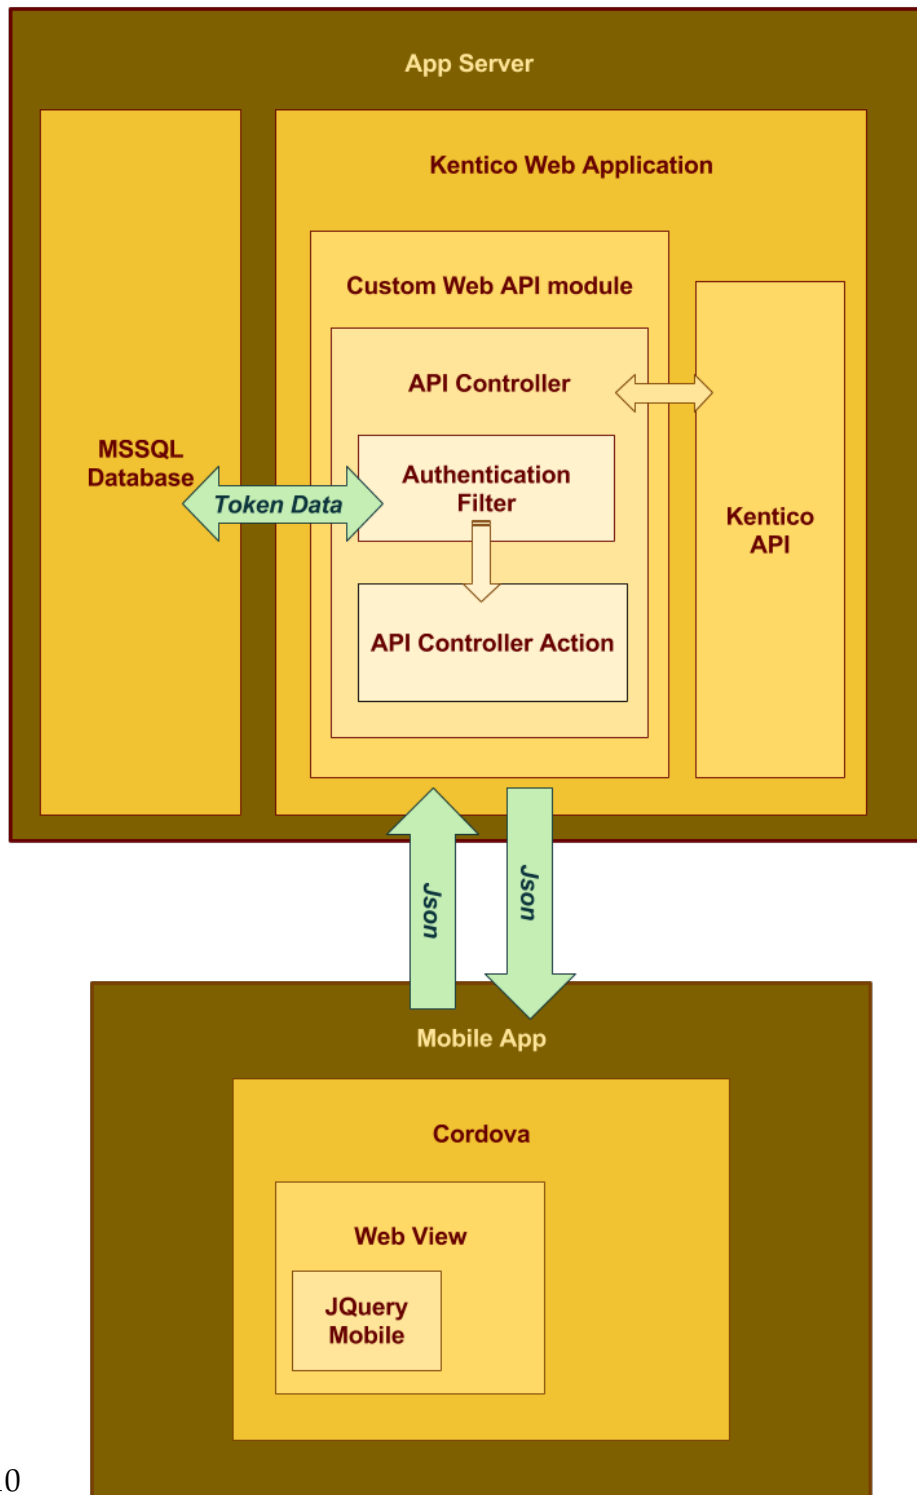 App Server
Kentico Web Application
Custom Web API module
API Controller
MSSQL
Database
Token Data
Authentication
Filter
Kentico
API
API Controller Action
Json
Json
Mobile App
Cordova
Web View
JQuery
Mobile
0